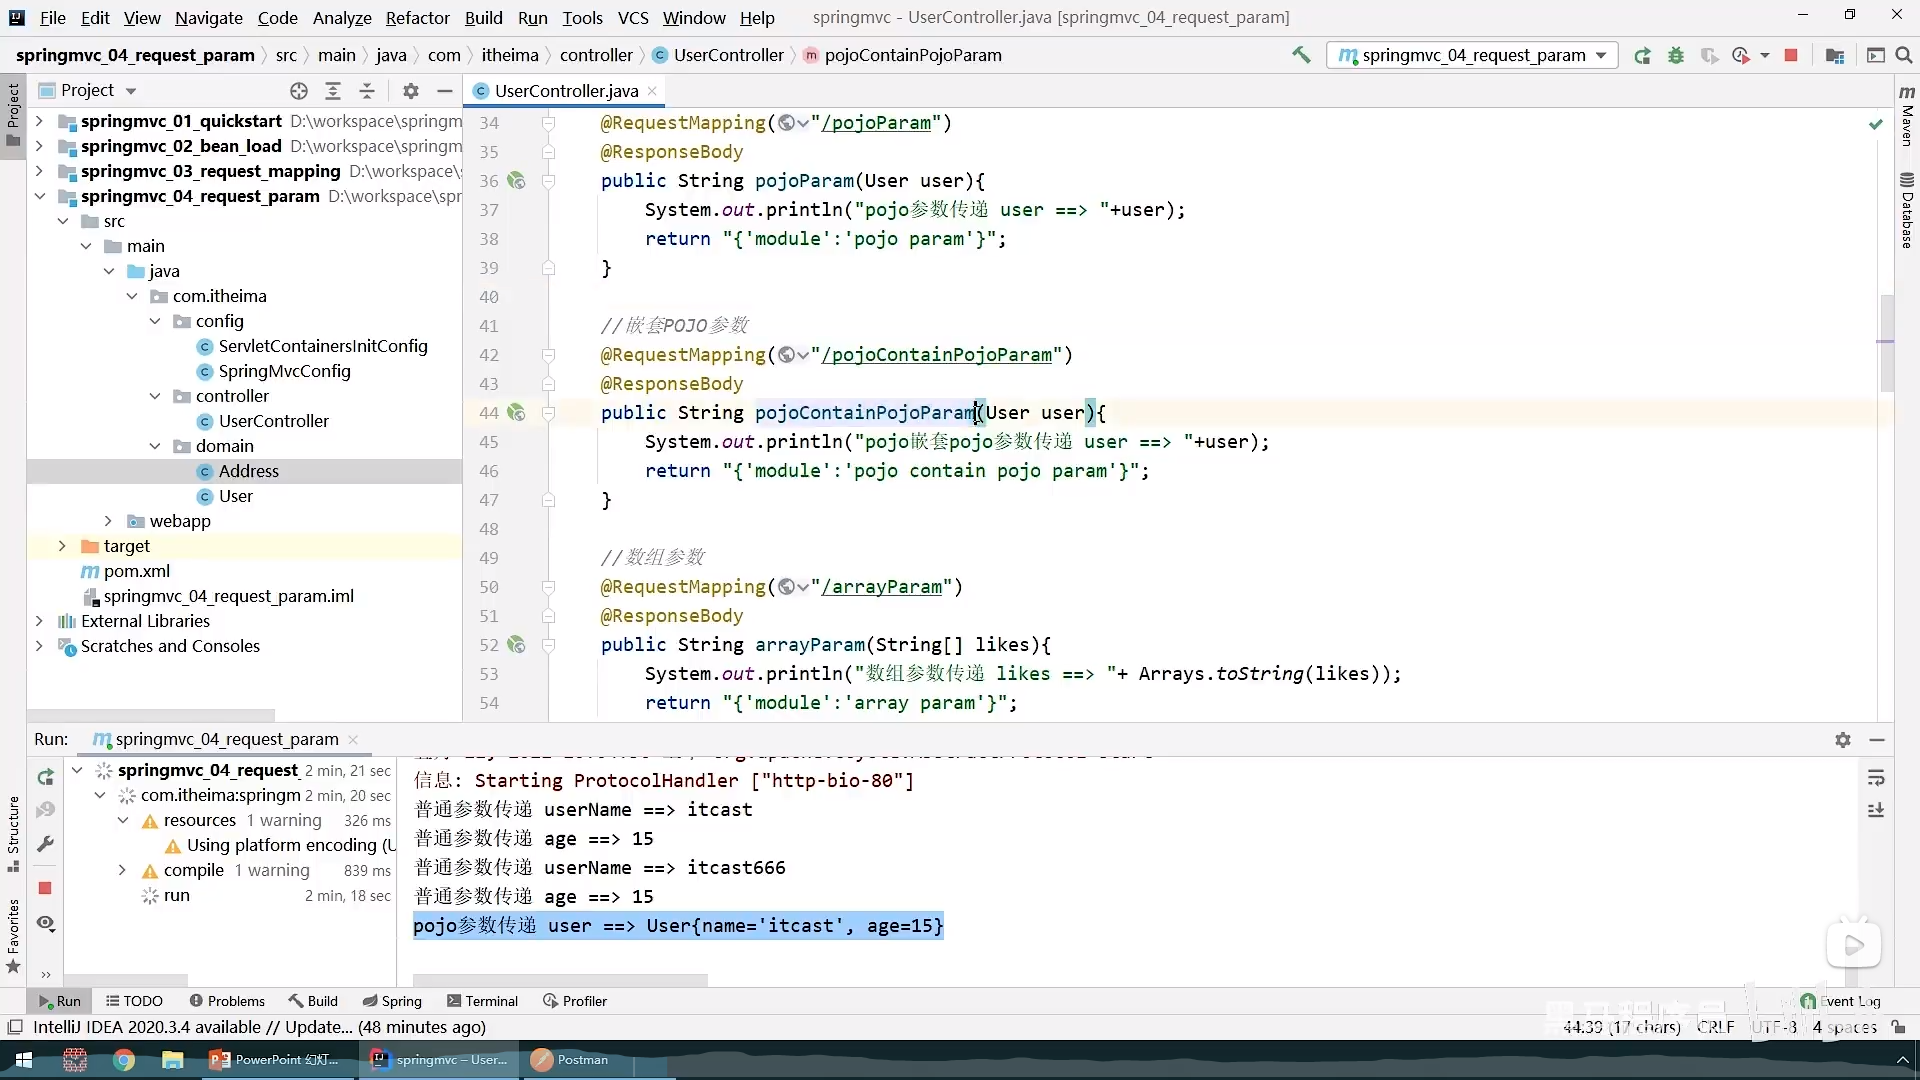 File Edit View Navigate Code Analyze Refactor Build Run Tools VCS Window Help springmvc - UserController.java [springmvc_04_request_param]
springmvc_04_request_param src main java com itheima controller UserController pojoContainPojoParam springmvc_04_request_param
Project
Project
springmvc_01_quickstart D:\workspace\springm
springmvc_02_bean_load D:\workspace\springm
springmvc_03_request_mapping D:\workspace\
springmvc_04_request_param D:\workspace\spr
src
main
java
com.itheima
config
ServletContainersInitConfig
SpringMvcConfig
controller
UserController
domain
Address
User
webapp
target
pom.xml
springmvc_04_request_param.iml
External Libraries
Scratches and Consoles
UserController.java
34 @RequestMapping("/pojoParam")
35 @ResponseBody
36 public String pojoParam(User user){
37 System.out.println("pojo参数传递 user ==> "+user);
38 return "{'module':'pojo param'}";
39 }
40
41 //嵌套POJO参数
42 @RequestMapping("/pojoContainPojoParam")
43 @ResponseBody
44 public String pojoContainPojoParam(User user){
45 System.out.println("pojo嵌套pojo参数传递 user ==> "+user);
46 return "{'module':'pojo contain pojo param'}";
47 }
48
49 //数组参数
50 @RequestMapping("/arrayParam")
51 @ResponseBody
52 public String arrayParam(String[] likes){
53 System.out.println("数组参数传递 likes ==> "+ Arrays.toString(likes));
54 return "{'module':'array param'}";
Maven
Database
Run: springmvc_04_request_param
springmvc_04_request_ 2 min, 21 sec
com.itheima:springm 2 min, 20 sec
resources 1 warning 326 ms
Using platform encoding (U
compile 1 warning 839 ms
run 2 min, 18 sec
信息: Starting ProtocolHandler ["http-bio-80"]
普通参数传递 userName ==> itcast
普通参数传递 age ==> 15
普通参数传递 userName ==> itcast666
普通参数传递 age ==> 15
pojo参数传递 user ==> User{name='itcast', age=15}
Structure
Favorites
Run TODO Problems Build Spring Terminal Profiler Event Log
IntelliJ IDEA 2020.3.4 available // Update... (48 minutes ago) 44:39 (17 chars) CRLF UTF-8 4 spaces
PowerPoint 幻灯... springmvc – User... Postman